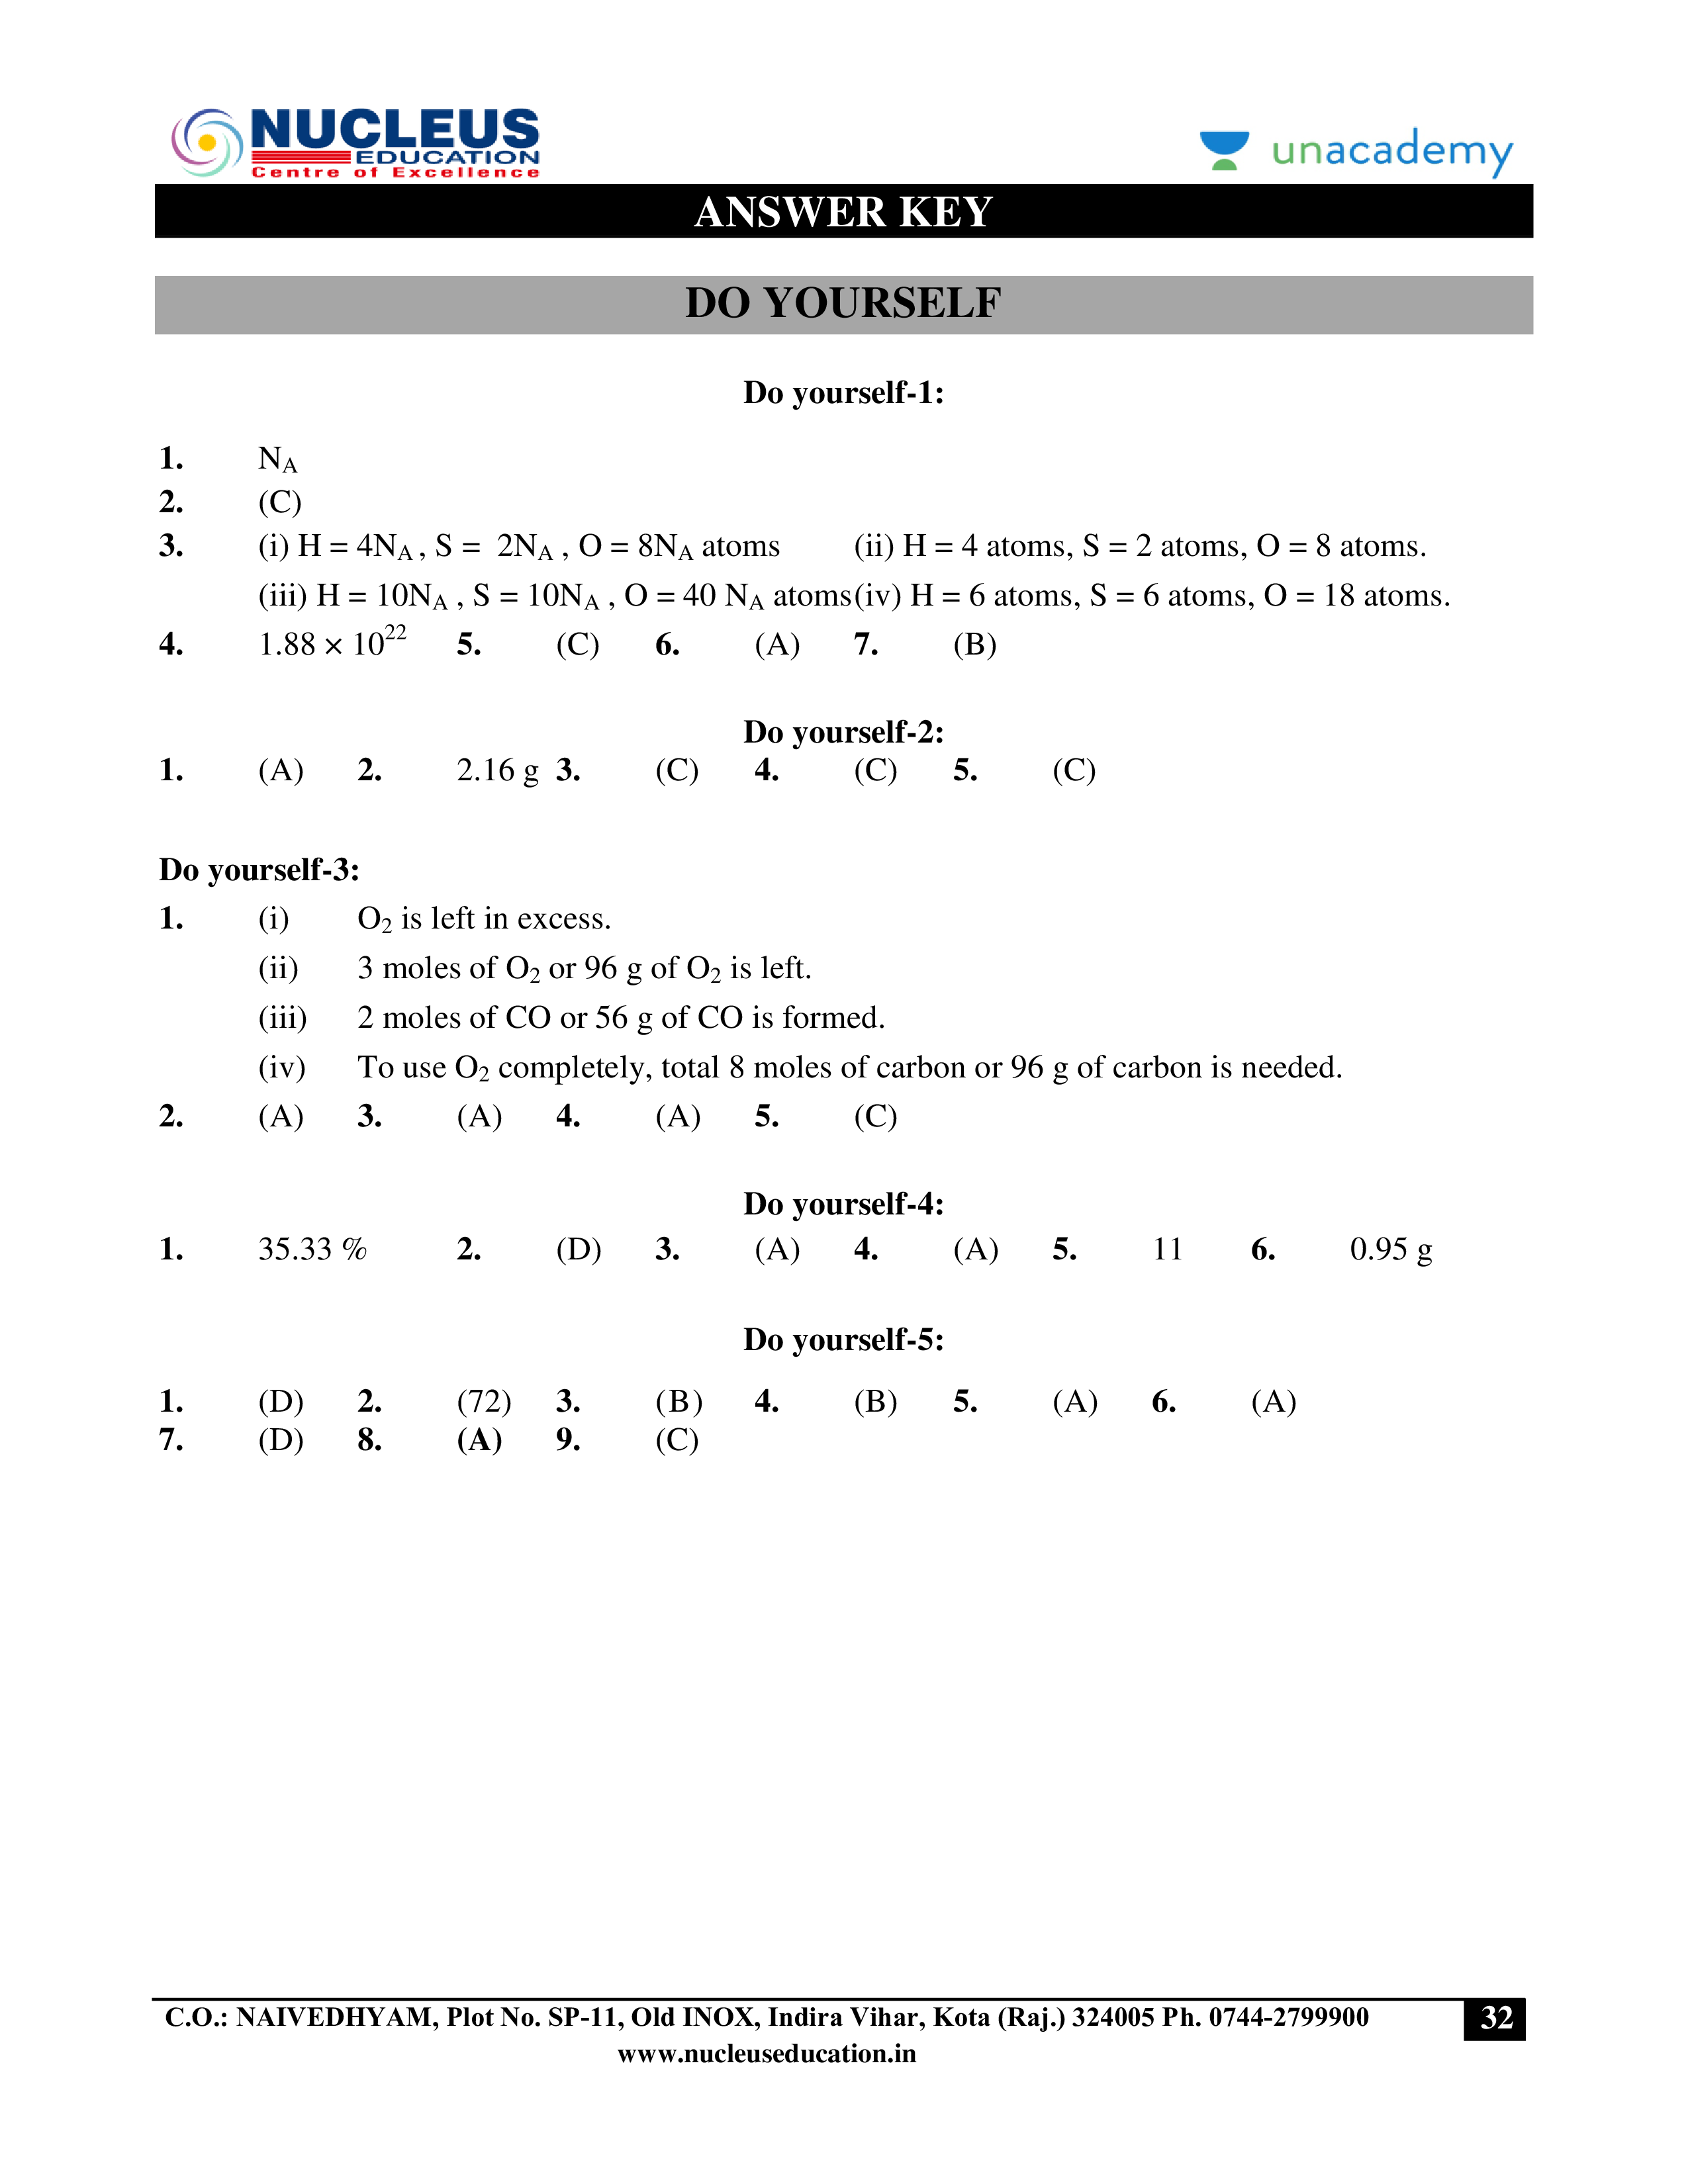 NUCLEUS
EDUCATION
Centre of Excellence
unacademy
ANSWER KEY
DO YOURSELF
Do yourself-1:
1. N_A
2. (C)
3. (i) H = 4N_A , S = 2N_A , O = 8N_A atoms (ii) H = 4 atoms, S = 2 atoms, O = 8 atoms.
(iii) H = 10N_A , S = 10N_A , O = 40 N_A atoms(iv) H = 6 atoms, S = 6 atoms, O = 18 atoms.
4. 1.88 × 10^22 5. (C) 6. (A) 7. (B)
Do yourself-2:
1. (A) 2. 2.16 g 3. (C) 4. (C) 5. (C)
Do yourself-3:
1. (i) O₂ is left in excess.
(ii) 3 moles of O₂ or 96 g of O₂ is left.
(iii) 2 moles of CO or 56 g of CO is formed.
(iv) To use O₂ completely, total 8 moles of carbon or 96 g of carbon is needed.
2. (A) 3. (A) 4. (A) 5. (C)
Do yourself-4:
1. 35.33 % 2. (D) 3. (A) 4. (A) 5. 11 6. 0.95 g
Do yourself-5:
1. (D) 2. (72) 3. (B) 4. (B) 5. (A) 6. (A)
7. (D) 8. (A) 9. (C)
C.O.: NAIVEDHYAM, Plot No. SP-11, Old INOX, Indira Vihar, Kota (Raj.) 324005 Ph. 0744-2799900 32
www.nucleuseducation.in